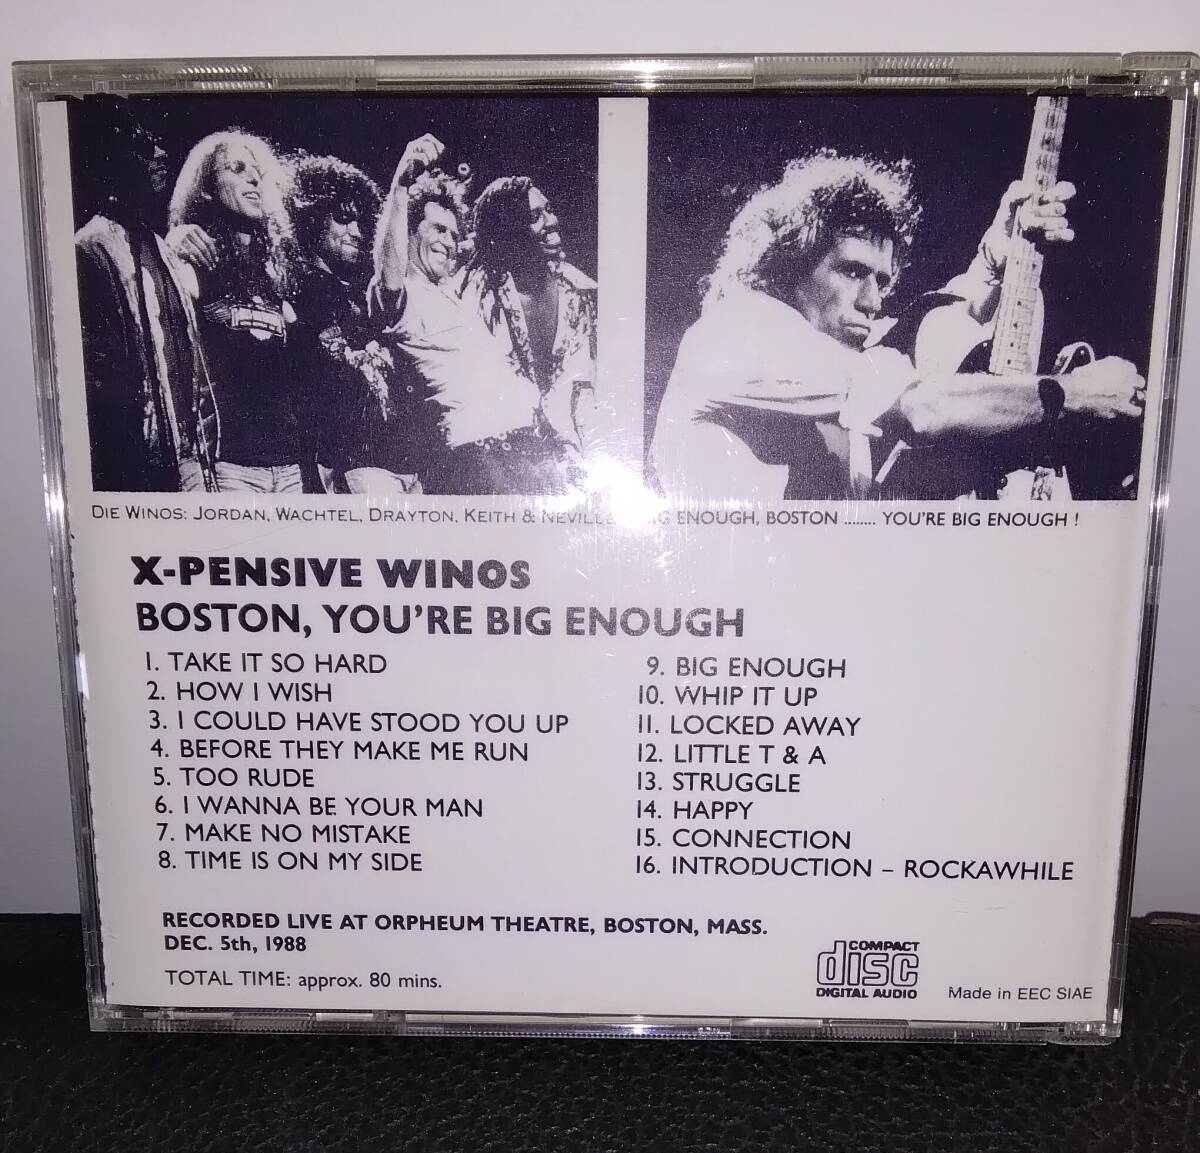 DIE WINOS: JORDAN, WACHTEL, DRAYTON, KEITH & NEVILLE BIG ENOUGH, BOSTON ........ YOU'RE BIG ENOUGH !
X-PENSIVE WINOS
BOSTON, YOU'RE BIG ENOUGH
1. TAKE IT SO HARD
2. HOW I WISH
3. I COULD HAVE STOOD YOU UP
4. BEFORE THEY MAKE ME RUN
5. TOO RUDE
6. I WANNA BE YOUR MAN
7. MAKE NO MISTAKE
8. TIME IS ON MY SIDE
9. BIG ENOUGH
10. WHIP IT UP
11. LOCKED AWAY
12. LITTLE T & A
13. STRUGGLE
14. HAPPY
15. CONNECTION
16. INTRODUCTION – ROCKAWHILE
RECORDED LIVE AT ORPHEUM THEATRE, BOSTON, MASS.
DEC. 5th, 1988
TOTAL TIME: approx. 80 mins.
COMPACT
disc
DIGITAL AUDIO
Made in EEC SIAE